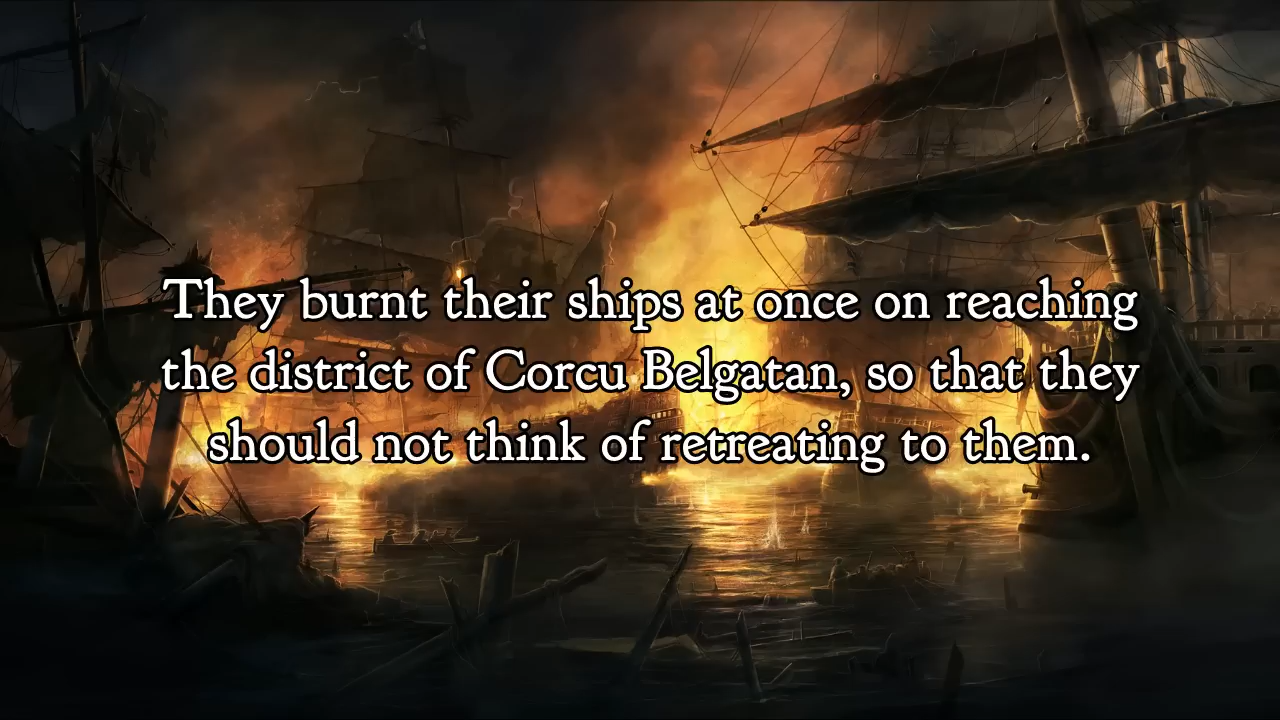 They burnt their ships at once on reaching
the district of Corcu Belgatan, so that they
should not think of retreating to them.